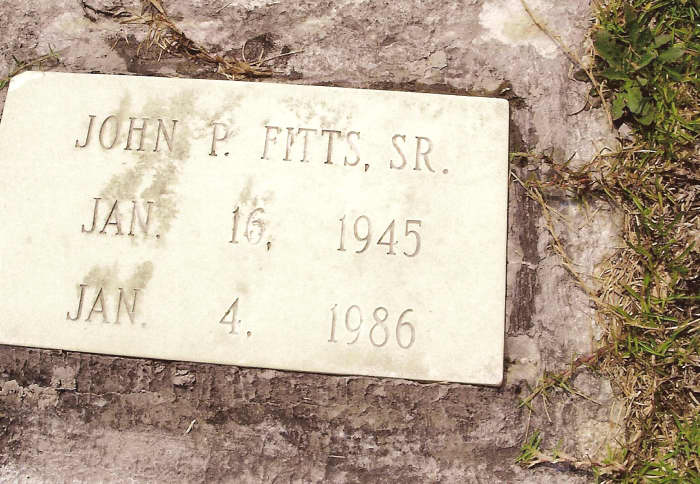 JOHN P. FITTS, SR.
JAN. 16, 1945
JAN. 4. 1986